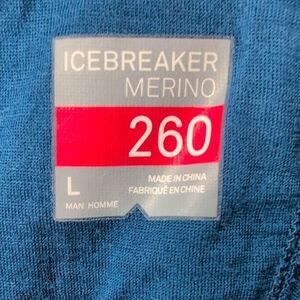 ICEBREAKER
MERINO
260
L
MADE IN CHINA
FABRIQUÉ EN CHINE
MAN HOMME